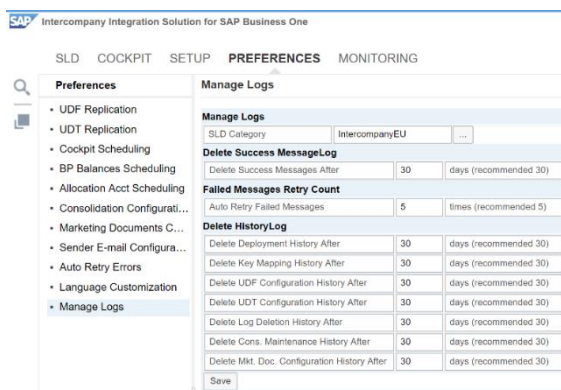 SAP Intercompany Integration Solution for SAP Business One
SLD COCKPIT SETUP PREFERENCES MONITORING
Preferences
• UDF Replication
• UDT Replication
• Cockpit Scheduling
• BP Balances Scheduling
• Allocation Acct Scheduling
• Consolidation Configurati...
• Marketing Documents C...
• Sender E-mail Configura...
• Auto Retry Errors
• Language Customization
• Manage Logs
Manage Logs
Manage Logs
SLD Category IntercompanyEU ...
Delete Success MessageLog
Delete Success Messages After 30 days (recommended 30)
Failed Messages Retry Count
Auto Retry Failed Messages 5 times (recommended 5)
Delete HistoryLog
Delete Deployment History After 30 days (recommended 30)
Delete Key Mapping History After 30 days (recommended 30)
Delete UDF Configuration History After 30 days (recommended 30)
Delete UDT Configuration History After 30 days (recommended 30)
Delete Log Deletion History After 30 days (recommended 30)
Delete Cons. Maintenance History After 30 days (recommended 30)
Delete Mkt. Doc. Configuration History After 30 days (recommended 30)
Save